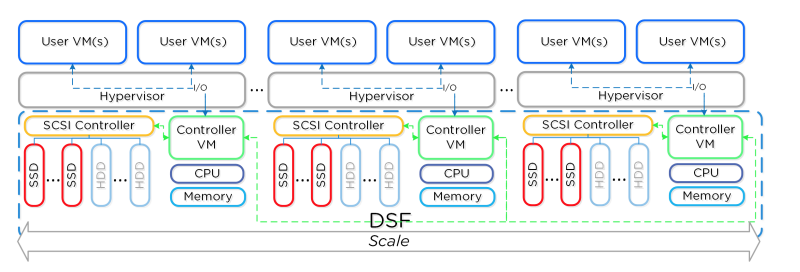 User VM(s) User VM(s) User VM(s) User VM(s) User VM(s) User VM(s)
I/O ... I/O ... I/O
Hypervisor Hypervisor Hypervisor
SCSI Controller Controller VM SCSI Controller Controller VM SCSI Controller Controller VM
SSD ... SSD HDD ... HDD CPU SSD ... SSD HDD ... HDD CPU SSD ... SSD HDD ... HDD CPU
Memory Memory Memory
DSF
Scale